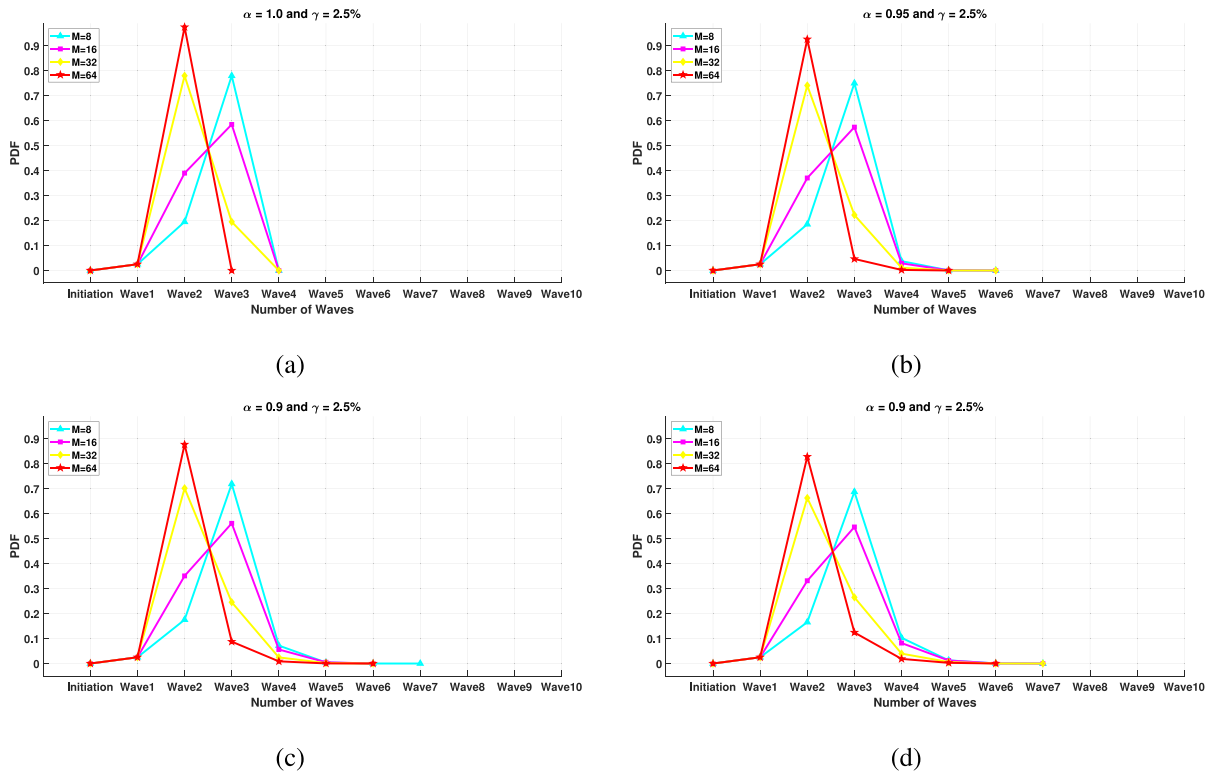 α = 1.0 and γ = 2.5%
M=8
M=16
M=32
M=64
0.9
0.8
0.7
0.6
0.5
0.4
0.3
0.2
0.1
0
PDF
Initiation Wave1 Wave2 Wave3 Wave4 Wave5 Wave6 Wave7 Wave8 Wave9 Wave10
Number of Waves
(a)
α = 0.95 and γ = 2.5%
M=8
M=16
M=32
M=64
0.9
0.8
0.7
0.6
0.5
0.4
0.3
0.2
0.1
0
PDF
Initiation Wave1 Wave2 Wave3 Wave4 Wave5 Wave6 Wave7 Wave8 Wave9 Wave10
Number of Waves
(b)
α = 0.9 and γ = 2.5%
M=8
M=16
M=32
M=64
0.9
0.8
0.7
0.6
0.5
0.4
0.3
0.2
0.1
0
PDF
Initiation Wave1 Wave2 Wave3 Wave4 Wave5 Wave6 Wave7 Wave8 Wave9 Wave10
Number of Waves
(c)
α = 0.9 and γ = 2.5%
M=8
M=16
M=32
M=64
0.9
0.8
0.7
0.6
0.5
0.4
0.3
0.2
0.1
0
PDF
Initiation Wave1 Wave2 Wave3 Wave4 Wave5 Wave6 Wave7 Wave8 Wave9 Wave10
Number of Waves
(d)